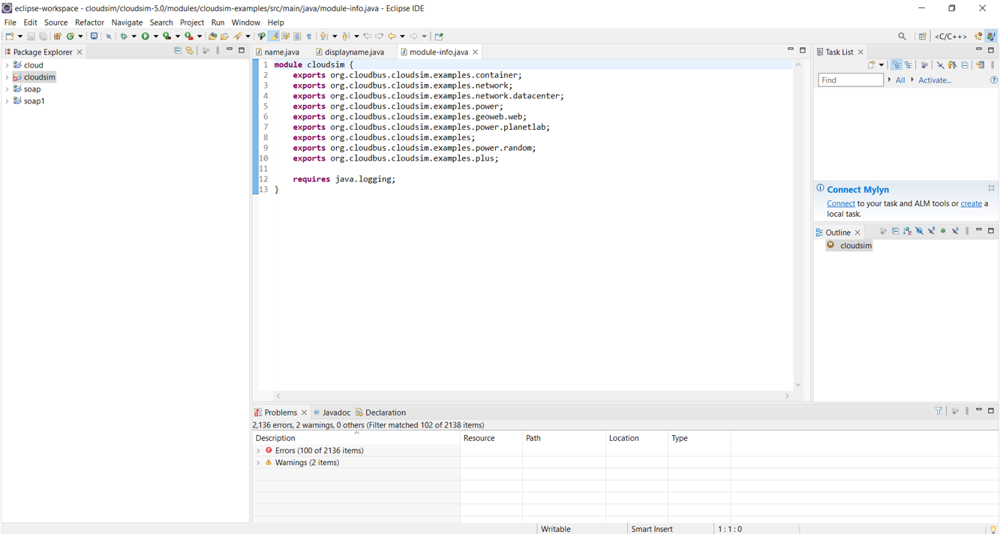 eclipse-workspace - cloudsim/cloudsim-5.0/modules/cloudsim-examples/src/main/java/module-info.java - Eclipse IDE
File Edit Source Refactor Navigate Search Project Run Window Help
<C/C++>
Package Explorer
cloud
cloudsim
soap
soap1
name.java displayname.java module-info.java
1 module cloudsim {
2 exports org.cloudbus.cloudsim.examples.container;
3 exports org.cloudbus.cloudsim.examples.network;
4 exports org.cloudbus.cloudsim.examples.network.datacenter;
5 exports org.cloudbus.cloudsim.examples.power;
6 exports org.cloudbus.cloudsim.examples.geoweb.web;
7 exports org.cloudbus.cloudsim.examples.power.planetlab;
8 exports org.cloudbus.cloudsim.examples;
9 exports org.cloudbus.cloudsim.examples.power.random;
10 exports org.cloudbus.cloudsim.examples.plus;
11
12 requires java.logging;
13 }
Task List
Find All Activate...
Connect Mylyn
Connect to your task and ALM tools or create a
local task.
Outline
cloudsim
Problems Javadoc Declaration
2,136 errors, 2 warnings, 0 others (Filter matched 102 of 2138 items)
Description Resource Path Location Type
Errors (100 of 2136 items)
Warnings (2 items)
Writable Smart Insert 1 : 1 : 0